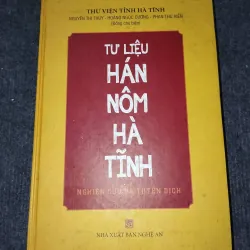 THƯ VIỆN TỈNH HÀ TĨNH
TƯ LIỆU
HÁN
NÔM
HÀ
TĨNH
NHÀ XUẤT BẢN NGHỆ AN